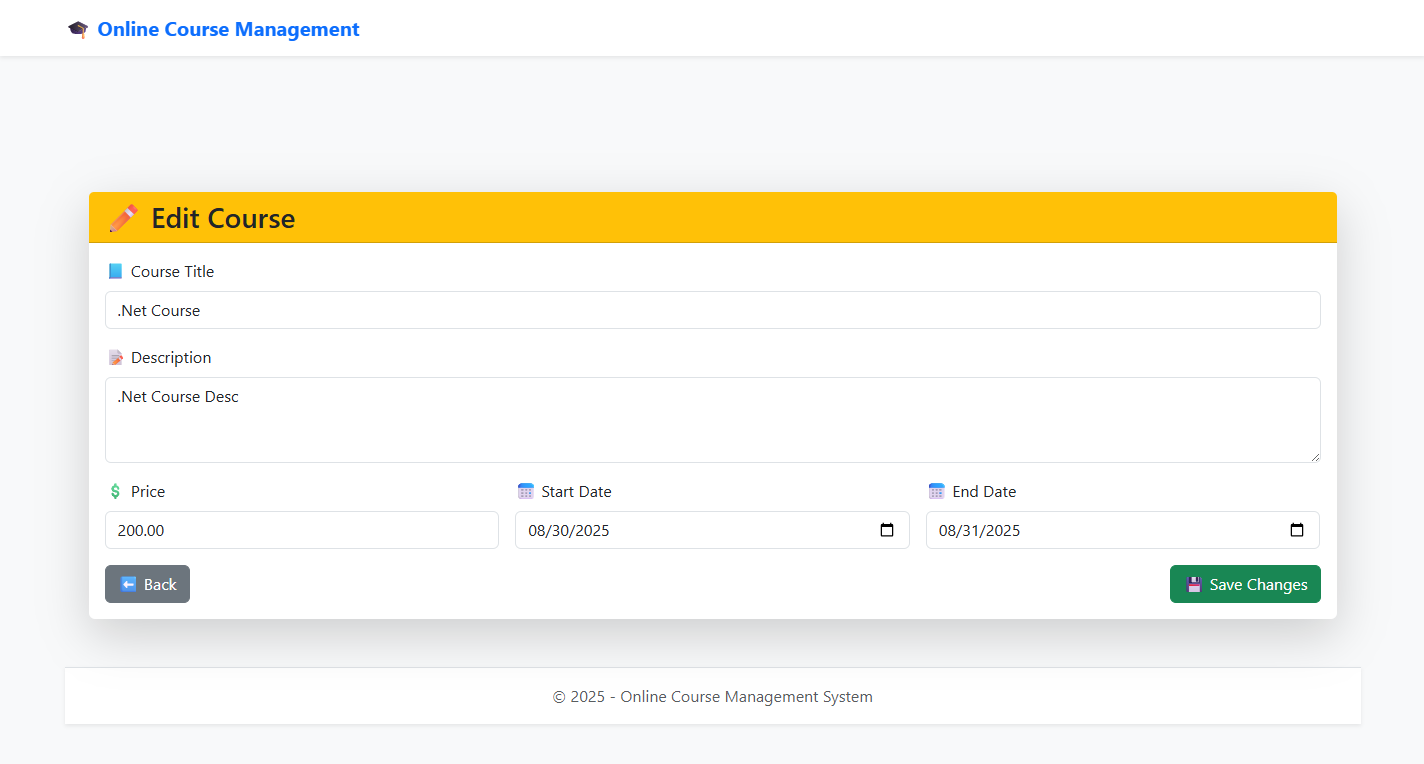 Online Course Management
Edit Course
Course Title
.Net Course
Description
.Net Course Desc
Price
Start Date
End Date
200.00
08/30/2025
08/31/2025
Back
Save Changes
© 2025 - Online Course Management System